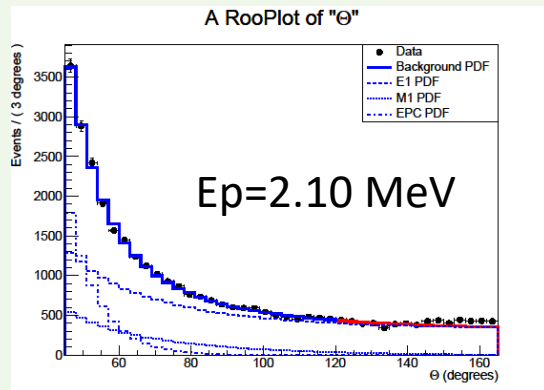 A RooPlot of "Θ"
Events / ( 3 degrees )
3500
3000
2500
2000
1500
1000
500
0
Data
Background PDF
E1 PDF
M1 PDF
EPC PDF
Ep=2.10 MeV
60
80
100
120
140
160
Θ (degrees)